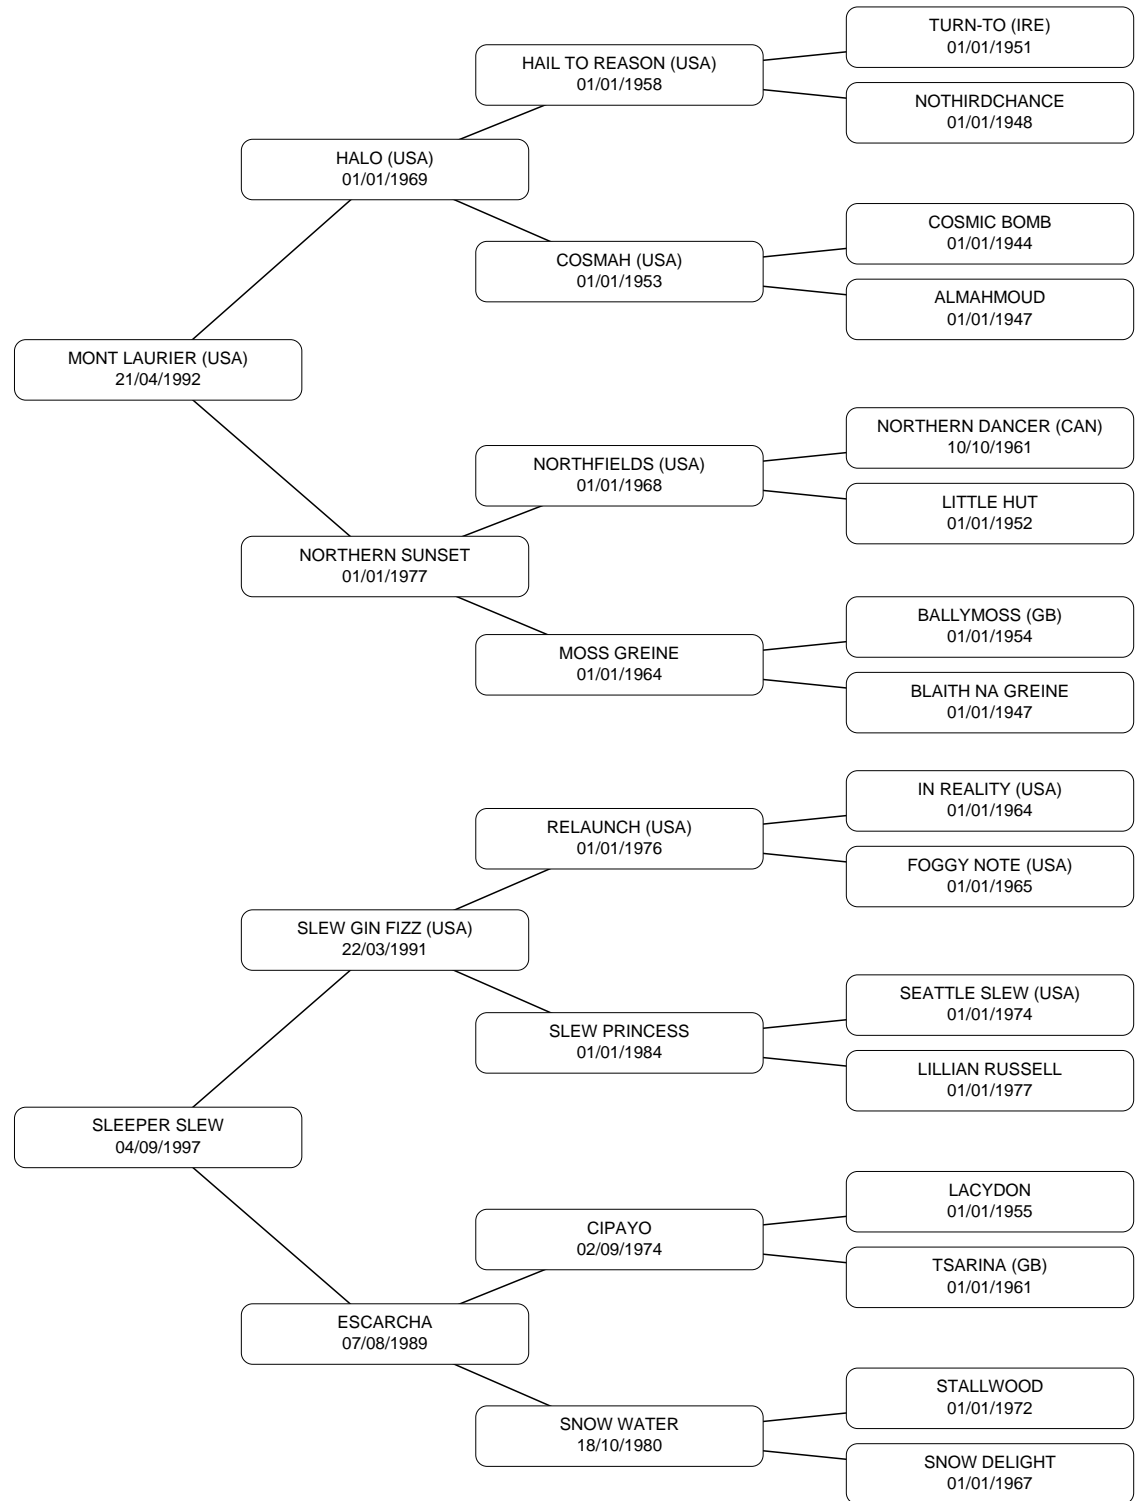 TURN-TO (IRE)
01/01/1951
HAIL TO REASON (USA)
01/01/1958
NOTHIRDCHANCE
01/01/1948
HALO (USA)
01/01/1969
COSMIC BOMB
01/01/1944
COSMAH (USA)
01/01/1953
ALMAHMOUD
01/01/1947
MONT LAURIER (USA)
21/04/1992
NORTHERN DANCER (CAN)
10/10/1961
NORTHFIELDS (USA)
01/01/1968
LITTLE HUT
01/01/1952
NORTHERN SUNSET
01/01/1977
BALLYMOSS (GB)
01/01/1954
MOSS GREINE
01/01/1964
BLAITH NA GREINE
01/01/1947
IN REALITY (USA)
01/01/1964
RELAUNCH (USA)
01/01/1976
FOGGY NOTE (USA)
01/01/1965
SLEW GIN FIZZ (USA)
22/03/1991
SEATTLE SLEW (USA)
01/01/1974
SLEW PRINCESS
01/01/1984
LILLIAN RUSSELL
01/01/1977
SLEEPER SLEW
04/09/1997
LACYDON
01/01/1955
CIPAYO
02/09/1974
TSARINA (GB)
01/01/1961
ESCARCHA
07/08/1989
STALLWOOD
01/01/1972
SNOW WATER
18/10/1980
SNOW DELIGHT
01/01/1967